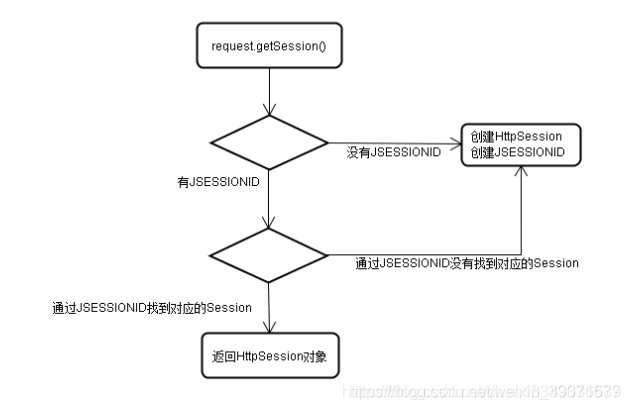 request.getSession()
没有JSESSIONID
创建HttpSession
创建JSESSIONID
有JSESSIONID
通过JSESSIONID没有找到对应的Session
通过JSESSIONID找到对应的Session
返回HttpSession对象